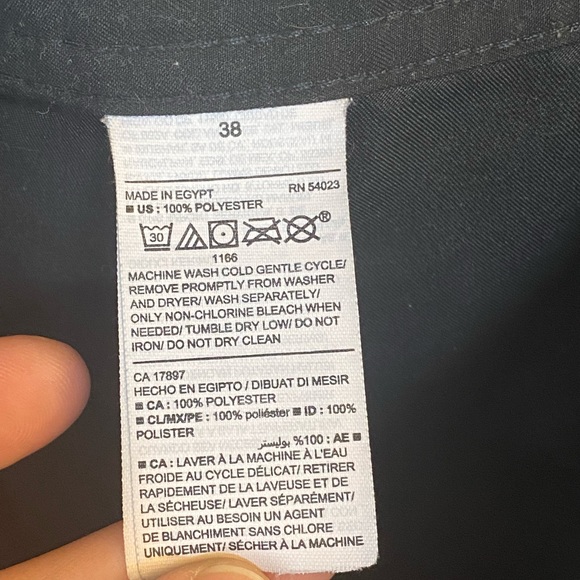 38
MADE IN EGYPT RN 54023
US : 100% POLYESTER
30 ®
1166
MACHINE WASH COLD GENTLE CYCLE/
REMOVE PROMPTLY FROM WASHER
AND DRYER/ WASH SEPARATELY/
ONLY NON-CHLORINE BLEACH WHEN
NEEDED/ TUMBLE DRY LOW/ DO NOT
IRON/ DO NOT DRY CLEAN
CA 17897
HECHO EN EGIPTO / DIBUAT DI MESIR
CA : 100% POLYESTER
CL/MX/PE : 100% poliéster ID : 100%
POLISTER
AE : 100% بوليستر
CA : LAVER À LA MACHINE À L'EAU
FROIDE AU CYCLE DÉLICAT/ RETIRER
RAPIDEMENT DE LA LAVEUSE ET DE
LA SÉCHEUSE/ LAVER SÉPARÉMENT/
UTILISER AU BESOIN UN AGENT
DE BLANCHIMENT SANS CHLORE
UNIQUEMENT/ SÉCHER À LA MACHINE